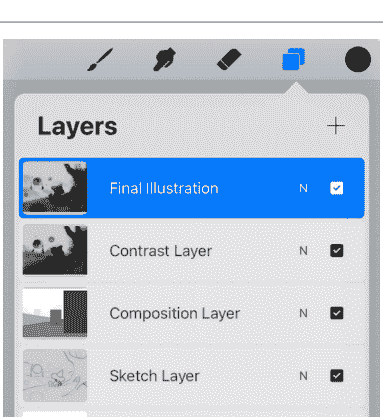 Layers
Final Illustration N
Contrast Layer N
Composition Layer N
Sketch Layer N